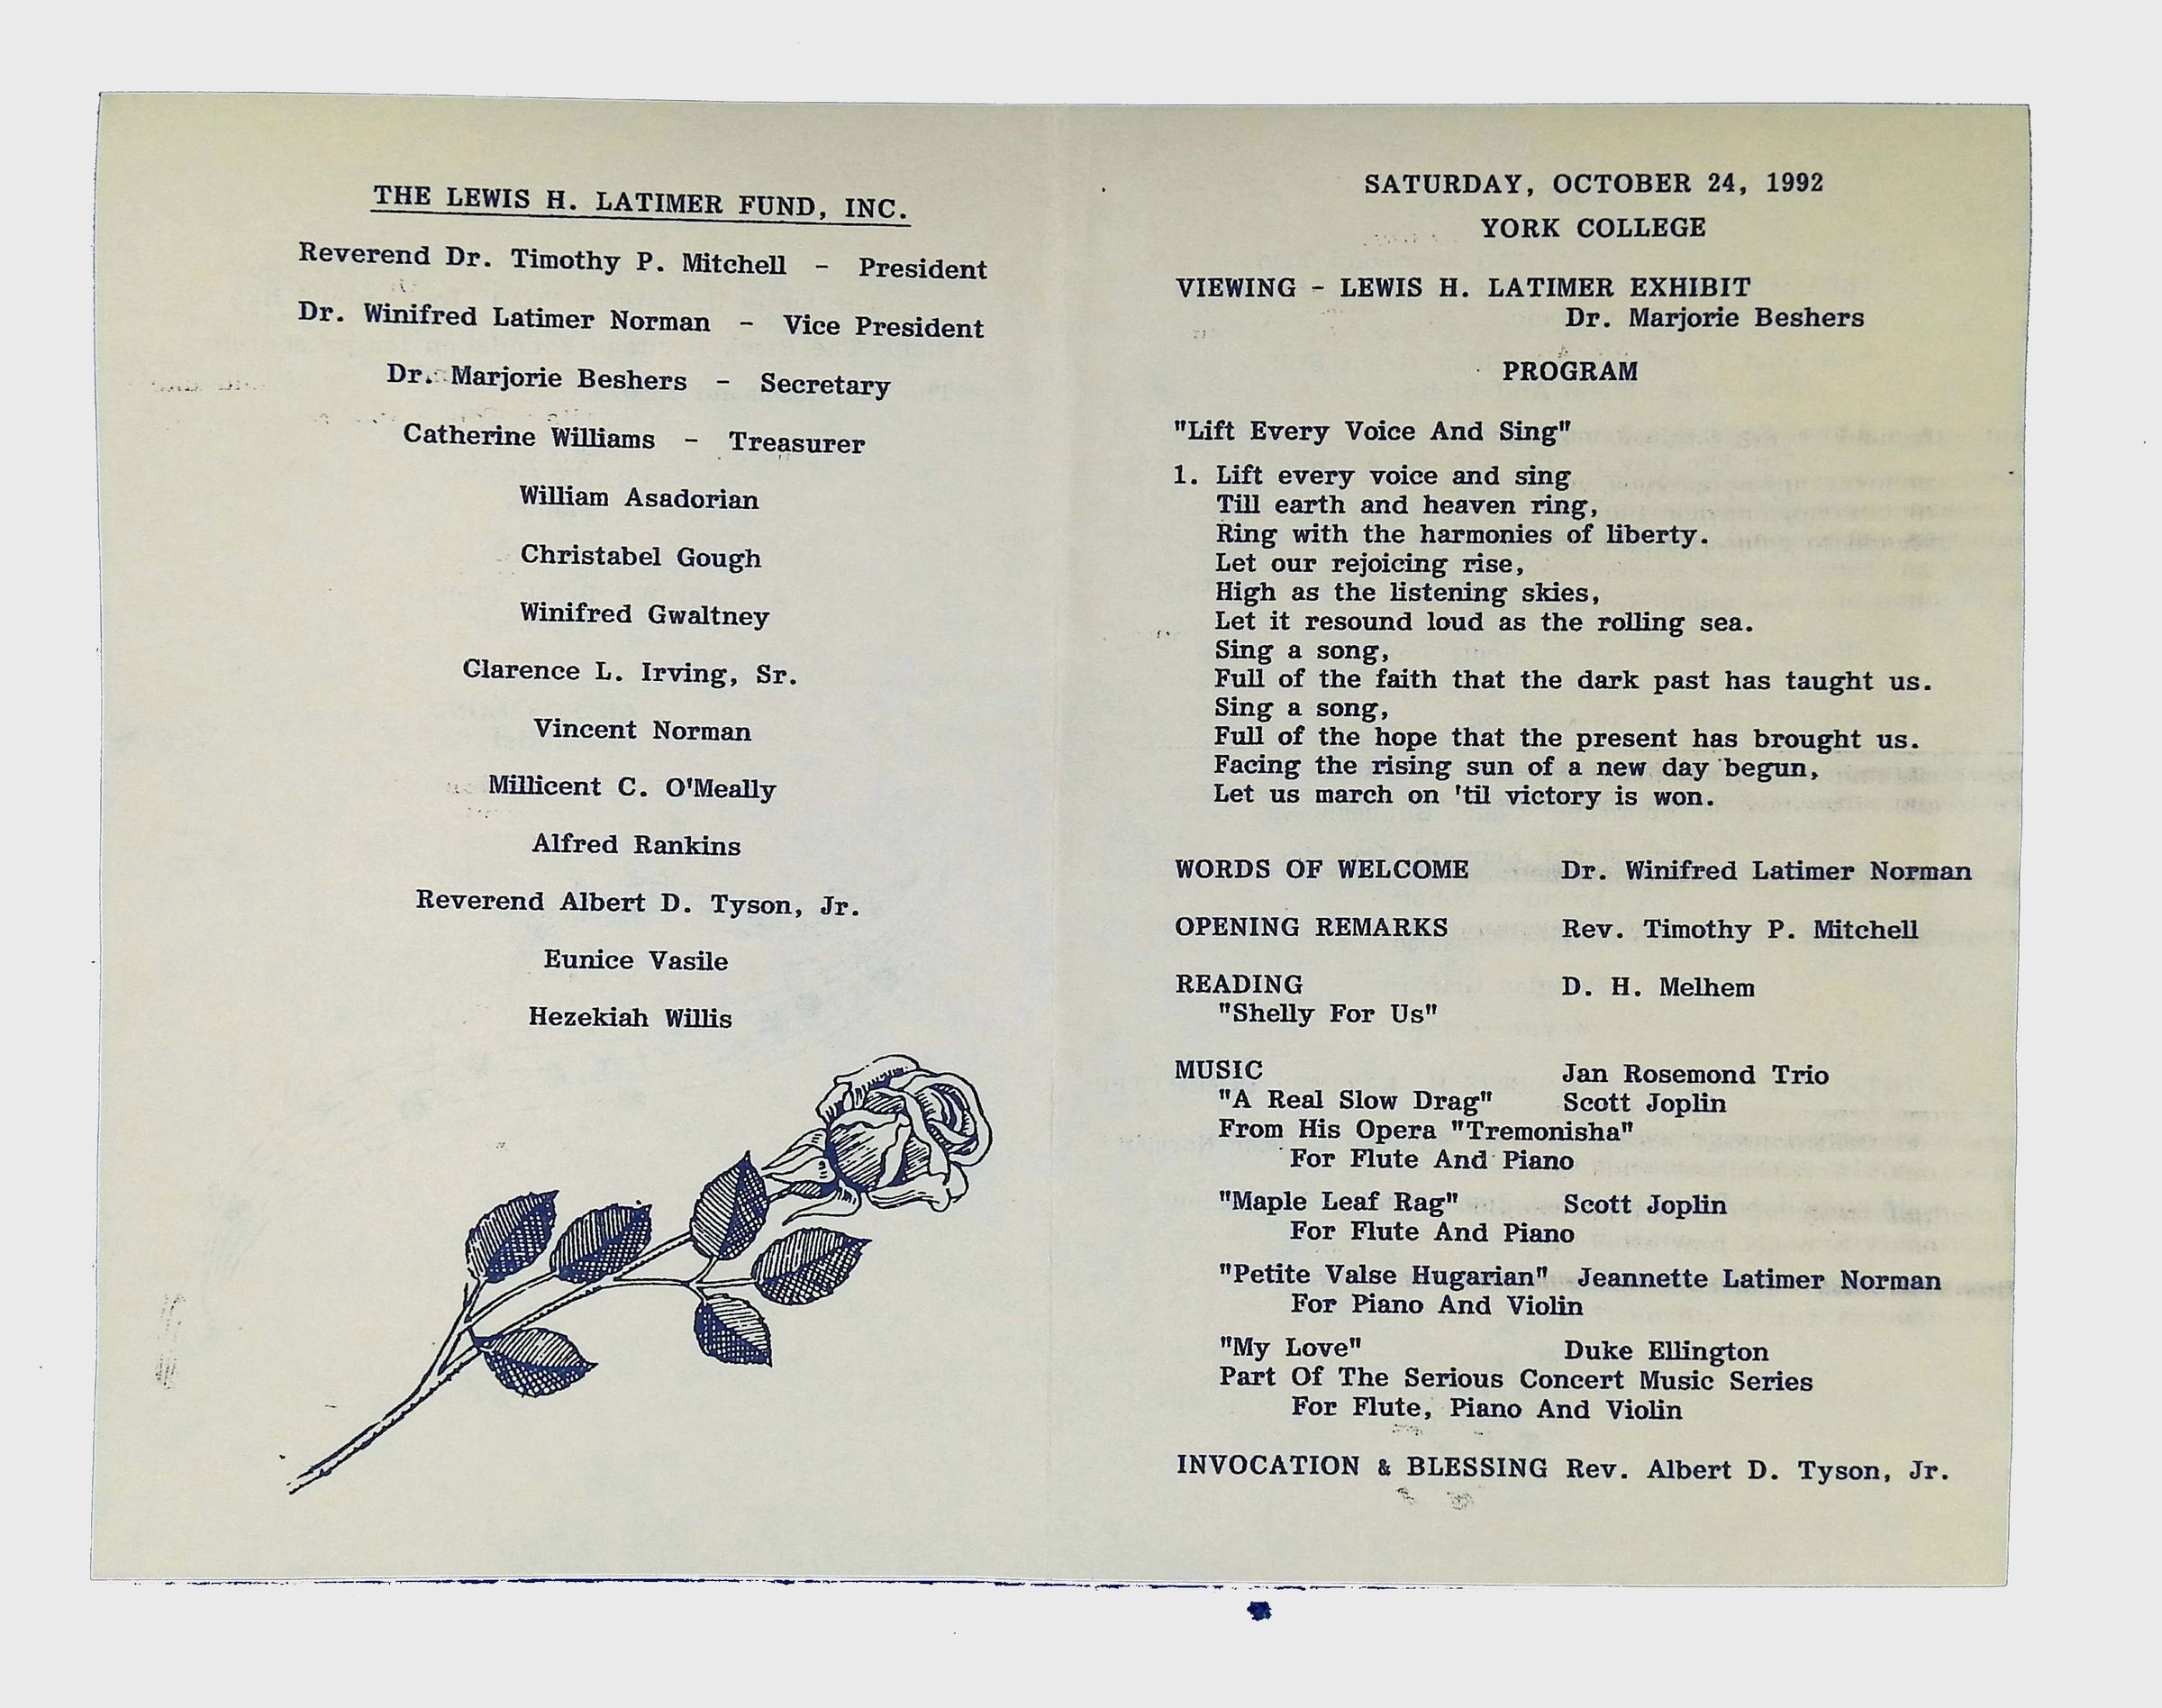 THE LEWIS H. LATIMER FUND, INC.
Reverend Dr. Timothy P. Mitchell - President
Dr. Winifred Latimer Norman - Vice President
Dr. Marjorie Beshers - Secretary
Catherine Williams - Treasurer
William Asadorian
Christabel Gough
Winifred Gwaltney
Clarence L. Irving, Sr.
Vincent Norman
Millicent C. O'Meally
Alfred Rankins
Reverend Albert D. Tyson, Jr.
Eunice Vasile
Hezekiah Willis
SATURDAY, OCTOBER 24, 1992
YORK COLLEGE
VIEWING - LEWIS H. LATIMER EXHIBIT
Dr. Marjorie Beshers
PROGRAM
"Lift Every Voice And Sing"
1. Lift every voice and sing
Till earth and heaven ring,
Ring with the harmonies of liberty.
Let our rejoicing rise,
High as the listening skies,
Let it resound loud as the rolling sea.
Sing a song,
Full of the faith that the dark past has taught us.
Sing a song,
Full of the hope that the present has brought us.
Facing the rising sun of a new day begun,
Let us march on 'til victory is won.
WORDS OF WELCOME Dr. Winifred Latimer Norman
OPENING REMARKS Rev. Timothy P. Mitchell
READING D. H. Melhem
"Shelly For Us"
MUSIC Jan Rosemond Trio
"A Real Slow Drag" Scott Joplin
From His Opera "Tremonisha"
For Flute And Piano
"Maple Leaf Rag" Scott Joplin
For Flute And Piano
"Petite Valse Hugarian" Jeannette Latimer Norman
For Piano And Violin
"My Love" Duke Ellington
Part Of The Serious Concert Music Series
For Flute, Piano And Violin
INVOCATION & BLESSING Rev. Albert D. Tyson, Jr.